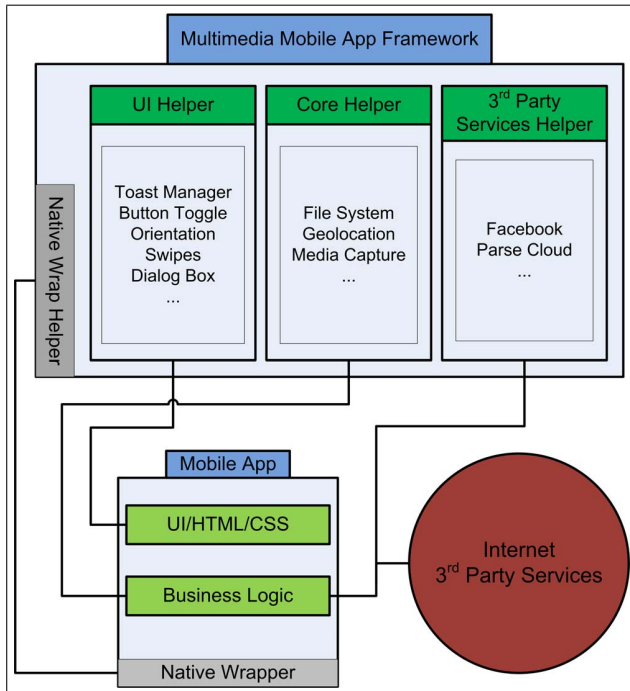 Multimedia Mobile App Framework
UI Helper
Toast Manager
Button Toggle
Orientation
Swipes
Dialog Box
...
Core Helper
File System
Geolocation
Media Capture
...
3rd Party
Services Helper
Facebook
Parse Cloud
...
Native Wrap Helper
Mobile App
UI/HTML/CSS
Business Logic
Native Wrapper
Internet
3rd Party Services